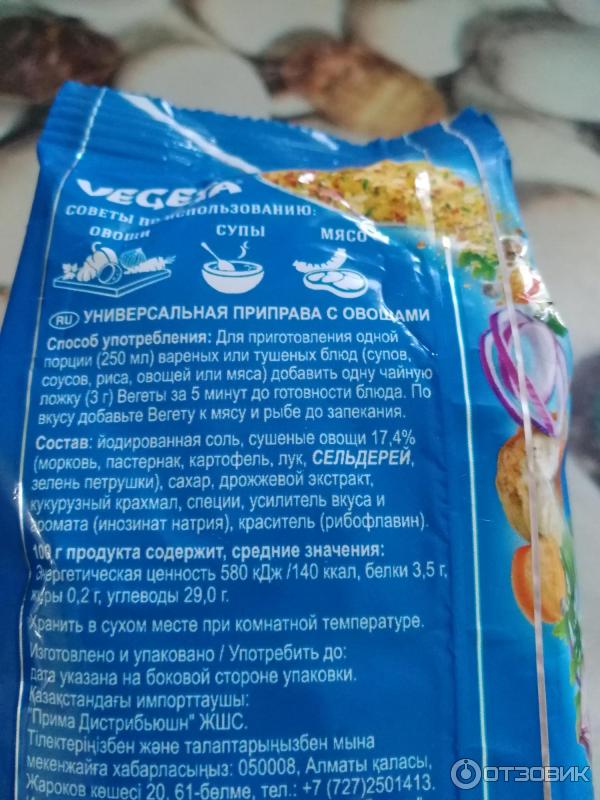 VEGETA
СОВЕТЫ ПО ИСПОЛЬЗОВАНИЮ:
ОВОЩИ СУПЫ МЯСО
RU УНИВЕРСАЛЬНАЯ ПРИПРАВА С ОВОЩАМИ
Способ употребления: Для приготовления одной
порции (250 мл) вареных или тушеных блюд (супов,
соусов, риса, овощей или мяса) добавить одну чайную
ложку (3 г) Вегеты за 5 минут до готовности блюда. По
вкусу добавьте Вегету к мясу и рыбе до запекания.
Состав: йодированная соль, сушеные овощи 17,4%
(морковь, пастернак, картофель, лук, СЕЛЬДЕРЕЙ,
зелень петрушки), сахар, дрожжевой экстракт,
кукурузный крахмал, специи, усилитель вкуса и
аромата (инозинат натрия), краситель (рибофлавин).
100 г продукта содержит, средние значения:
Энергетическая ценность 580 кДж /140 ккал, белки 3,5 г,
жиры 0,2 г, углеводы 29,0 г.
Хранить в сухом месте при комнатной температуре.
Изготовлено и упаковано / Употребить до:
дата указана на боковой стороне упаковки.
Қазақстандағы импорттаушы:
"Прима Дистрибьюшн" ЖШС.
Тілектеріңізбен және талаптарыңызбен мына
мекенжайға хабарласыңыз: 050008, Алматы қаласы,
Жароков көшесі 20, 61-бөлме, тел.: +7 (727)2501413.
ОТЗОВИК